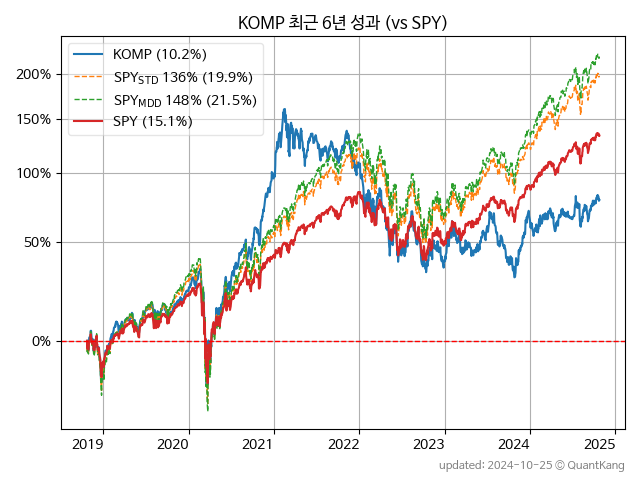 KOMP 최근 6년 성과 (vs SPY)
KOMP (10.2%)
SPY_STD 136% (19.9%)
SPY_MDD 148% (21.5%)
SPY (15.1%)
200%
150%
100%
50%
0%
2019 2020 2021 2022 2023 2024 2025
updated: 2024-10-25 © QuantKang